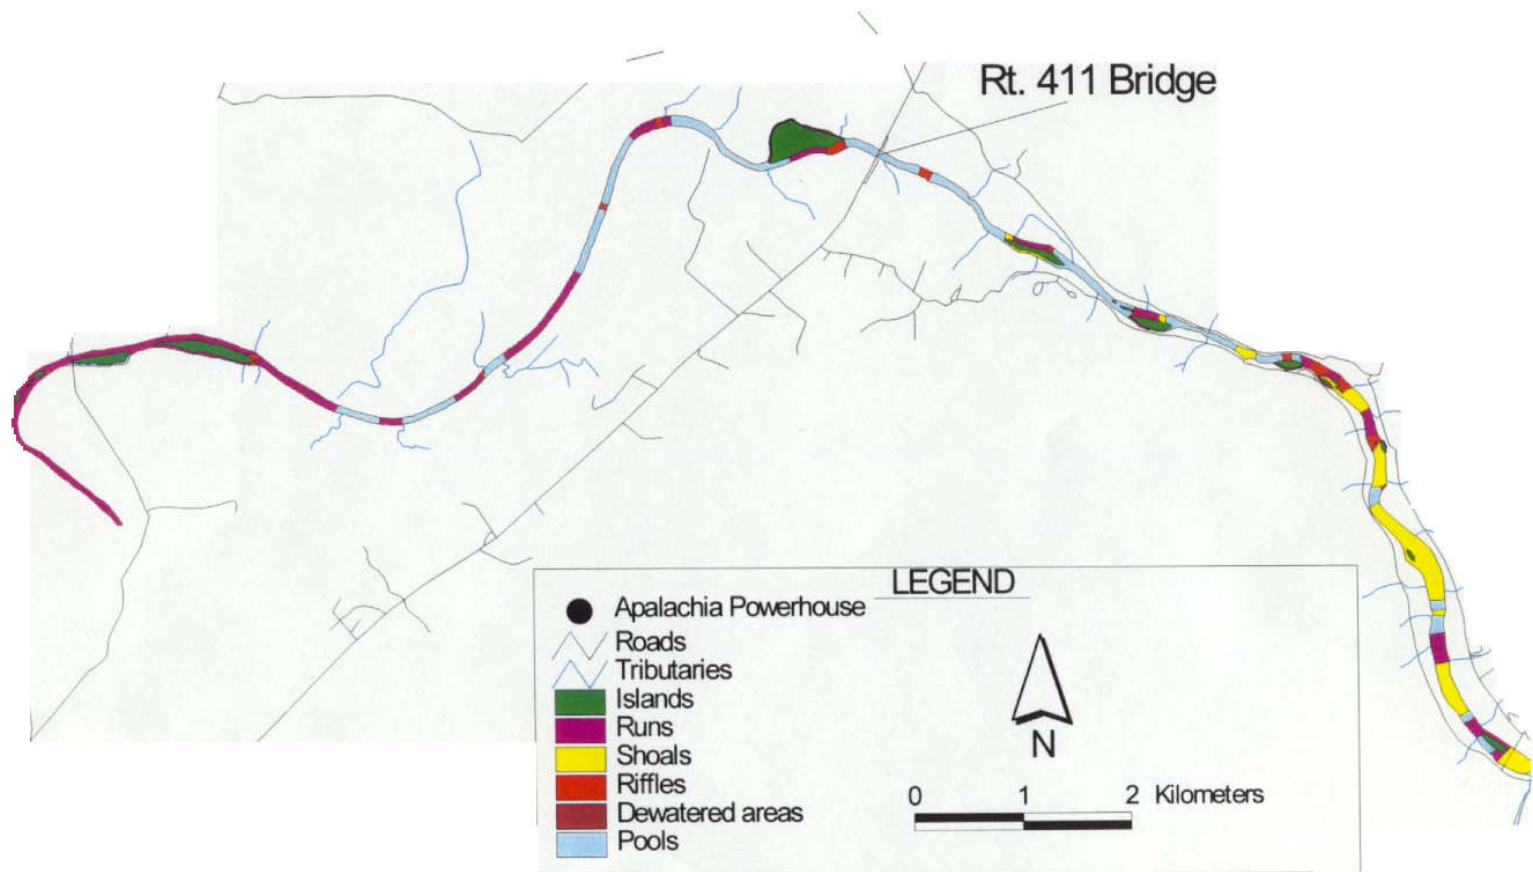 Rt. 411 Bridge
LEGEND
Apalachia Powerhouse
Roads
Tributaries
Islands
Runs
Shoals
Riffles
Dewatered areas
Pools
N
0 1 2 Kilometers